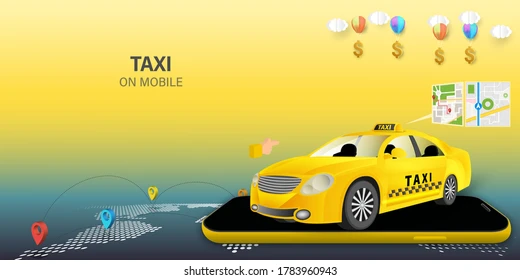 TAXI
ON MOBILE
$ $ $ $
TAXI
TAXI
shutterstock.com · 1783960943